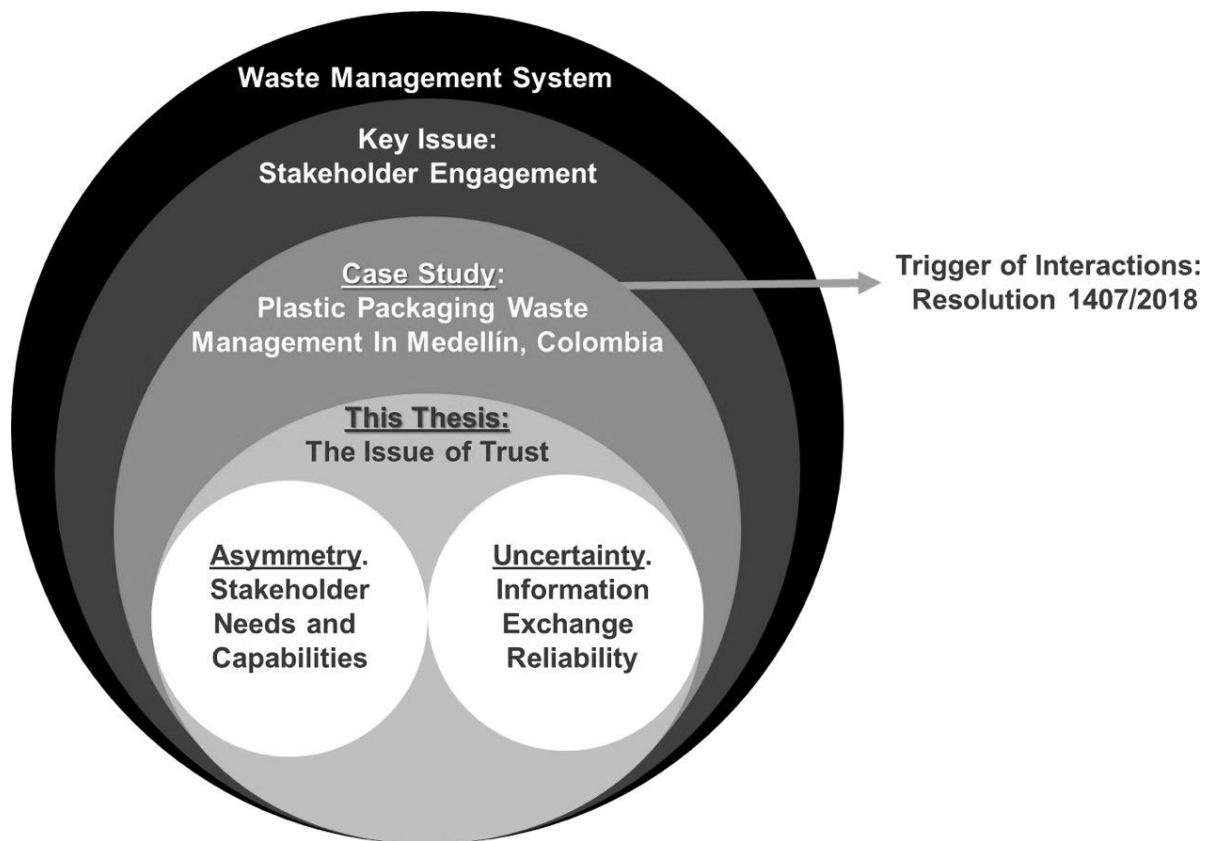 Waste Management System
Key Issue:
Stakeholder Engagement
Case Study:
Plastic Packaging Waste
Management In Medellín, Colombia
Trigger of Interactions:
Resolution 1407/2018
This Thesis:
The Issue of Trust
Asymmetry.
Stakeholder
Needs and
Capabilities
Uncertainty.
Information
Exchange
Reliability